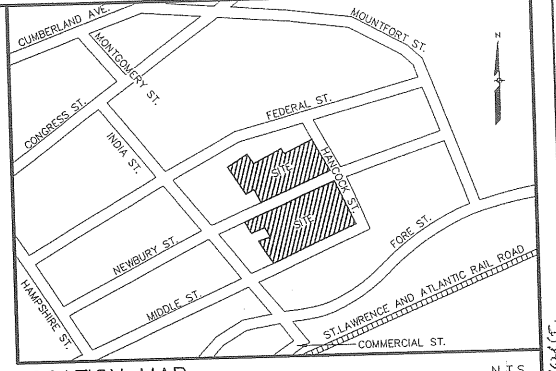 CUMBERLAND AVE.
MOUNTFORT ST.
MONTGOMERY ST.
N
CONGRESS ST.
FEDERAL ST.
INDIA ST.
HANCOCK ST.
SITE
SITE
NEWBURY ST.
FORE ST.
HAMPSHIRE ST.
MIDDLE ST.
ST.LAWRENCE AND ATLANTIC RAIL ROAD
COMMERCIAL ST.
MAP
N.T.S.